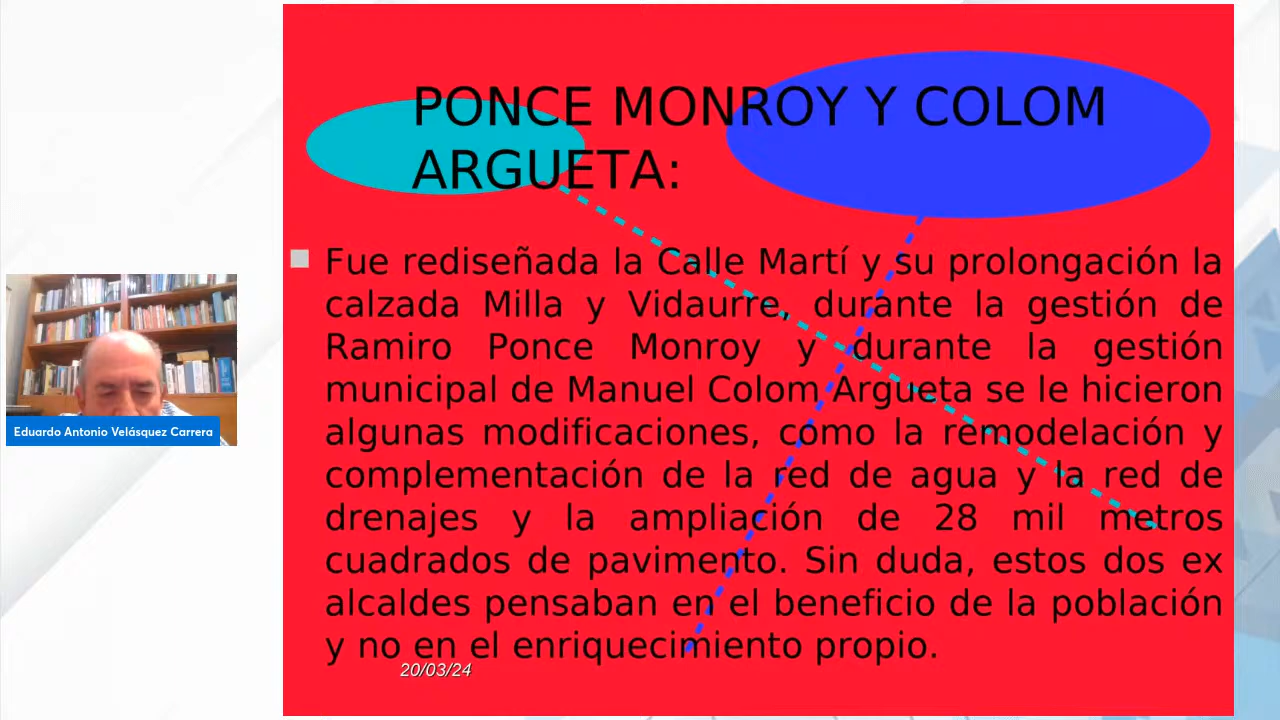 PONCE MONROY Y COLOM
ARGUETA:
Fue rediseñada la Calle Martí y su prolongación la
calzada Milla y Vidaurre, durante la gestión de
Ramiro Ponce Monroy y durante la gestión
municipal de Manuel Colom Argueta se le hicieron
algunas modificaciones, como la remodelación y
complementación de la red de agua y la red de
drenajes y la ampliación de 28 mil metros
cuadrados de pavimento. Sin duda, estos dos ex
alcaldes pensaban en el beneficio de la población
y no en el enriquecimiento propio.
20/03/24
Eduardo Antonio Velásquez Carrera